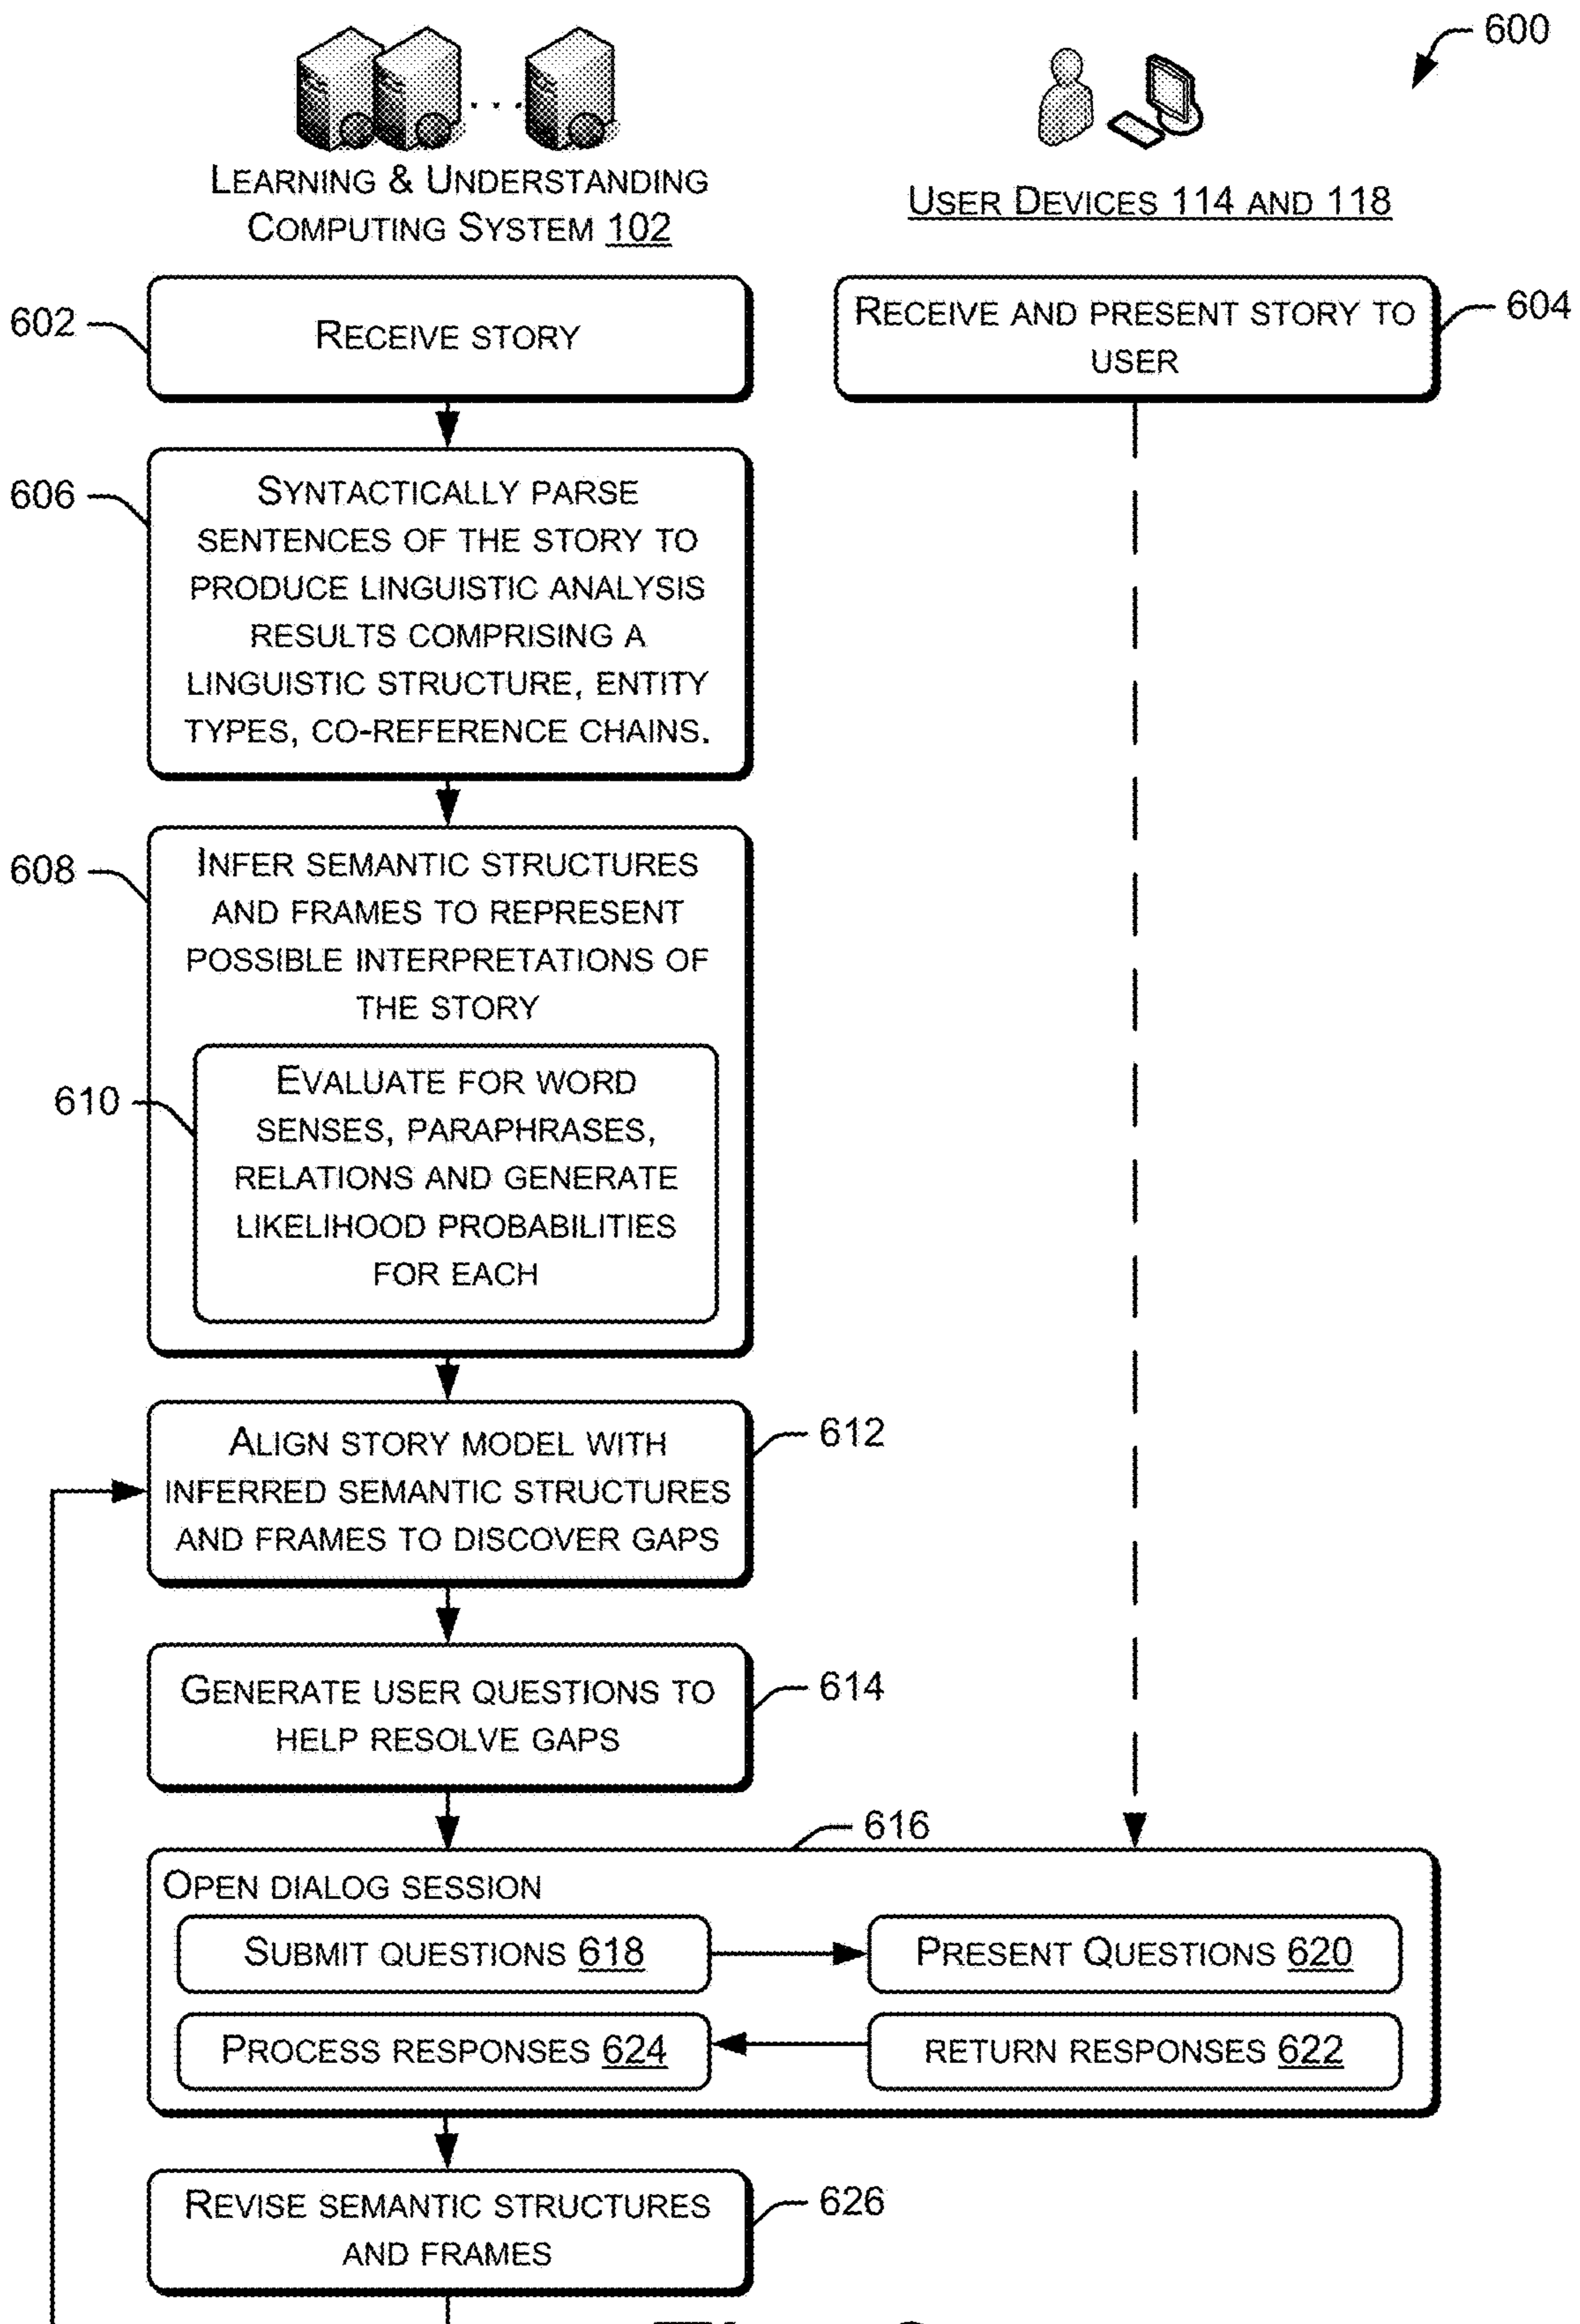 600
LEARNING & UNDERSTANDING
COMPUTING SYSTEM 102
USER DEVICES 114 AND 118
602
RECEIVE STORY
RECEIVE AND PRESENT STORY TO
USER
604
606
SYNTACTICALLY PARSE
SENTENCES OF THE STORY TO
PRODUCE LINGUISTIC ANALYSIS
RESULTS COMPRISING A
LINGUISTIC STRUCTURE, ENTITY
TYPES, CO-REFERENCE CHAINS.
608
INFER SEMANTIC STRUCTURES
AND FRAMES TO REPRESENT
POSSIBLE INTERPRETATIONS OF
THE STORY
610
EVALUATE FOR WORD
SENSES, PARAPHRASES,
RELATIONS AND GENERATE
LIKELIHOOD PROBABILITIES
FOR EACH
612
ALIGN STORY MODEL WITH
INFERRED SEMANTIC STRUCTURES
AND FRAMES TO DISCOVER GAPS
614
GENERATE USER QUESTIONS TO
HELP RESOLVE GAPS
616
OPEN DIALOG SESSION
SUBMIT QUESTIONS 618
PRESENT QUESTIONS 620
PROCESS RESPONSES 624
RETURN RESPONSES 622
626
REVISE SEMANTIC STRUCTURES
AND FRAMES